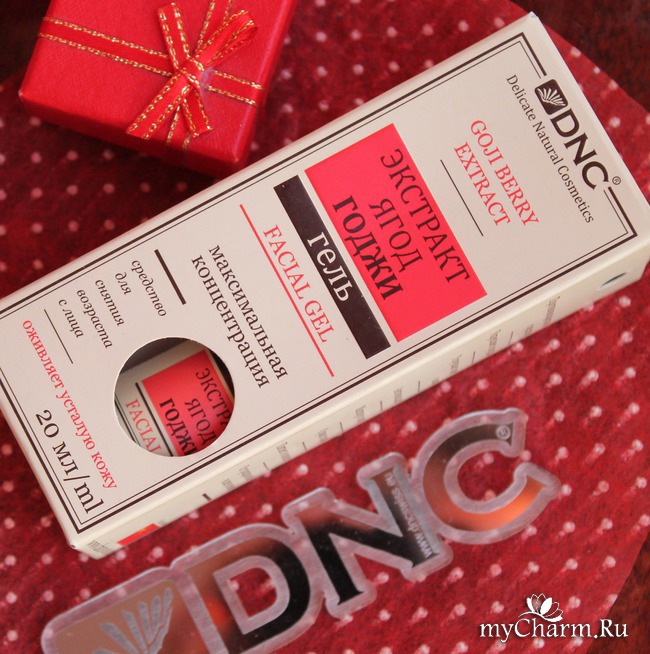 DNC®
Delicate Natural Cosmetics
GOJI BERRY
EXTRACT
ЭКСТРАКТ
ЯГОД
ГОДЖИ
гель
FACIAL GEL
максимальная
концентрация
средство
для
снятия
возраста
с лица
оживляет усталую кожу
20 мл/ml
ЭКСТРАКТ
ЯГОД
ГОДЖИ
FACIAL
DNC®
myCharm.Ru